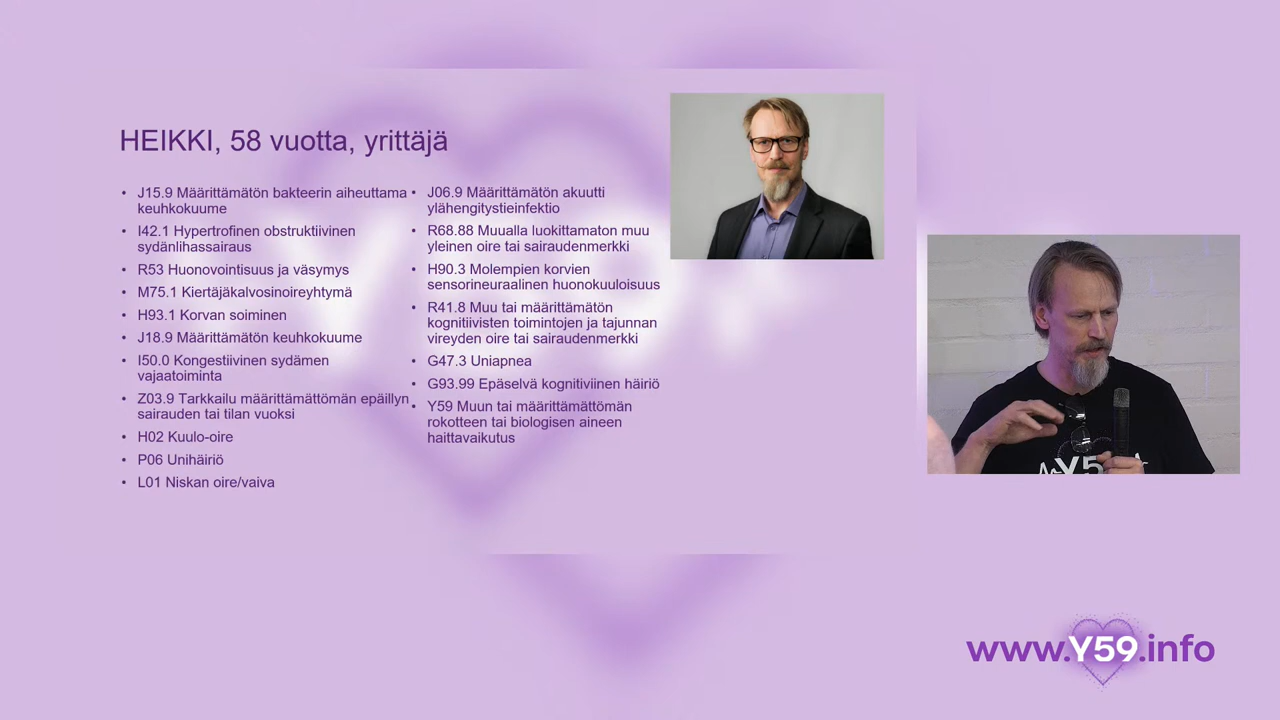 HEIKKI, 58 vuotta, yrittäjä
• J15.9 Määrittämätön bakteerin aiheuttama
keuhkokuume
• I42.1 Hypertrofinen obstruktiivinen
sydänlihassairaus
• R53 Huonovointisuus ja väsymys
• M75.1 Kiertäjäkalvosinoireyhtymä
• H93.1 Korvan soiminen
• J18.9 Määrittämätön keuhkokuume
• I50.0 Kongestiivinen sydämen
vajaatoiminta
• Z03.9 Tarkkailu määrittämättömän epäillyn
sairauden tai tilan vuoksi
• H02 Kuulo-oire
• P06 Unihäiriö
• L01 Niskan oire/vaiva
• J06.9 Määrittämätön akuutti
ylähengitystieinfektio
• R68.88 Muualla luokittamaton muu
yleinen oire tai sairaudenmerkki
• H90.3 Molempien korvien
sensorineuraalinen huonokuuloisuus
• R41.8 Muu tai määrittämätön
kognitiivisten toimintojen ja tajunnan
vireyden oire tai sairaudenmerkki
• G47.3 Uniapnea
• G93.99 Epäselvä kognitiviinen häiriö
• Y59 Muun tai määrittämättömän
rokotteen tai biologisen aineen
haittavaikutus
Y5
www.Y59.info